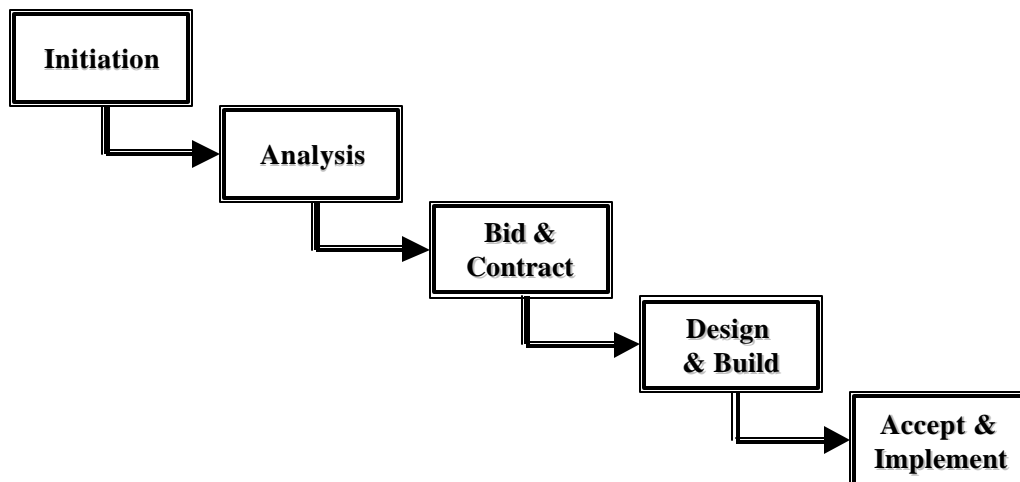 Initiation
Analysis
Bid &
Contract
Design
& Build
Accept &
Implement